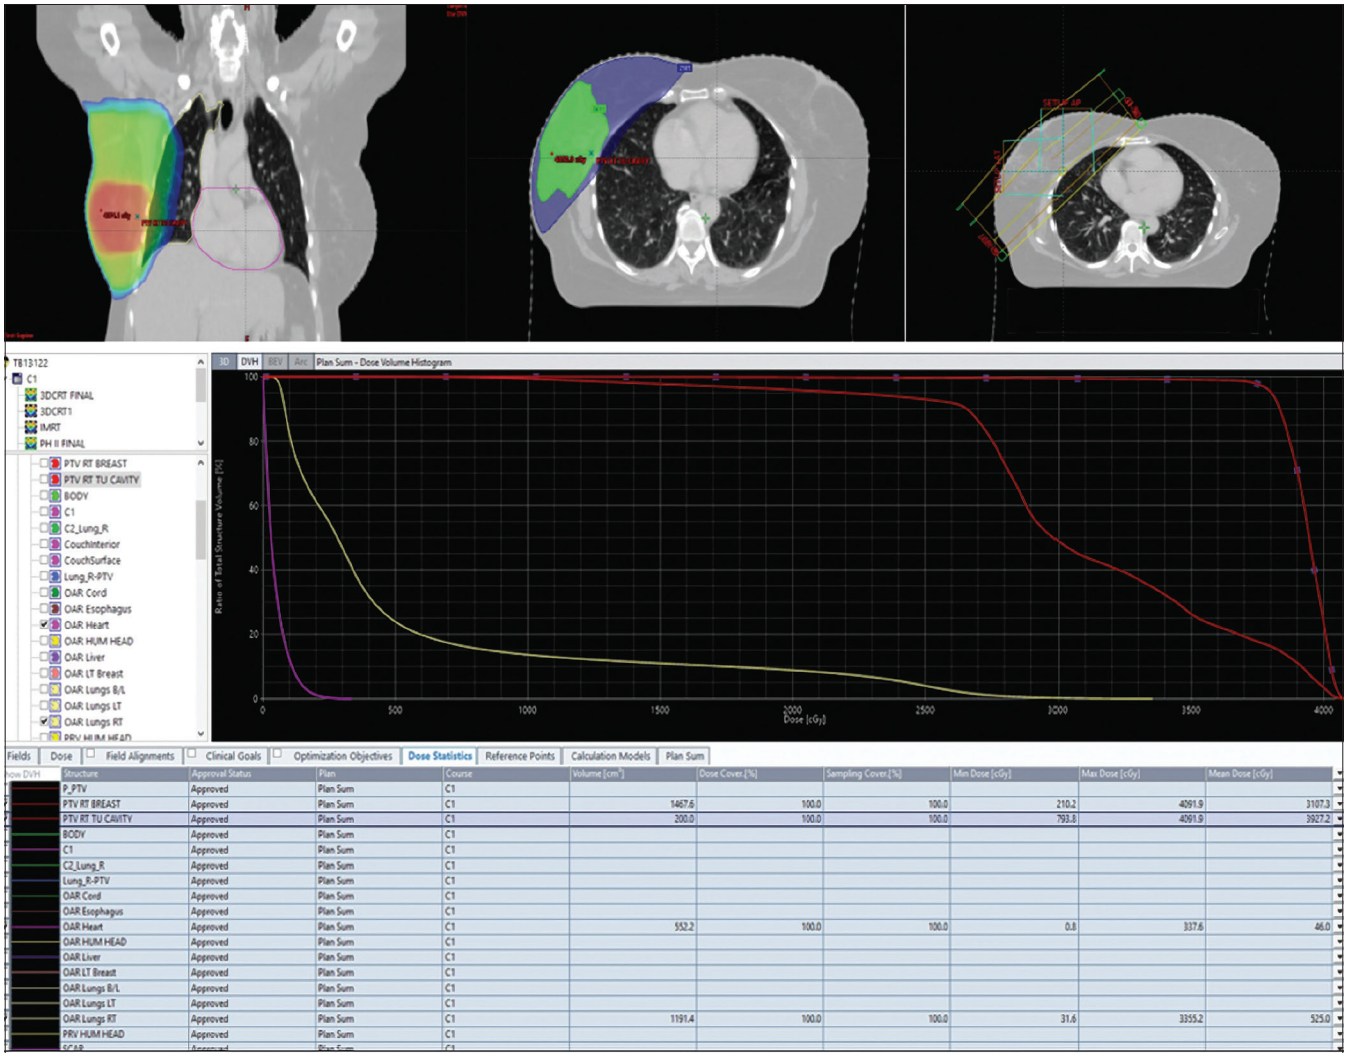 H
SETUP AP
F
TB13122
C1
3DCRT FINAL
3DCRT1
IMRT
PH II FINAL
3D DVH BEV Arc Plan Sum - Dose Volume Histogram
PTV RT BREAST
PTV RT TU CAVITY
BODY
C1
C2_Lung_R
CouchInterior
CouchSurface
Lung_R-PTV
OAR Cord
OAR Esophagus
OAR Heart
OAR HUM HEAD
OAR Liver
OAR LT Breast
OAR Lungs B/L
OAR Lungs LT
OAR Lungs RT
PRV HUM HEAD
Ratio of Total Structure Volume [%]
100
80
60
40
20
0
0 500 1000 1500 2000 2500 3000 3500 4000
Dose [cGy]
Fields Dose Field Alignments Clinical Goals Optimization Objectives Dose Statistics Reference Points Calculation Models Plan Sum
how DVH Structure Approval Status Plan Course Volume [cm³] Dose Cover.[%] Sampling Cover.[%] Min Dose [cGy] Max Dose [cGy] Mean Dose [cGy]
P_PTV Approved Plan Sum C1
PTV RT BREAST Approved Plan Sum C1 1467.6 100.0 100.0 210.2 4091.9 3107.3
PTV RT TU CAVITY Approved Plan Sum C1 200.0 100.0 100.0 793.8 4091.9 3927.2
BODY Approved Plan Sum C1
C1 Approved Plan Sum C1
C2_Lung_R Approved Plan Sum C1
Lung_R-PTV Approved Plan Sum C1
OAR Cord Approved Plan Sum C1
OAR Esophagus Approved Plan Sum C1
OAR Heart Approved Plan Sum C1 552.2 100.0 100.0 0.8 337.6 46.0
OAR HUM HEAD Approved Plan Sum C1
OAR Liver Approved Plan Sum C1
OAR LT Breast Approved Plan Sum C1
OAR Lungs B/L Approved Plan Sum C1
OAR Lungs LT Approved Plan Sum C1
OAR Lungs RT Approved Plan Sum C1 1191.4 100.0 100.0 31.6 3355.2 525.0
PRV HUM HEAD Approved Plan Sum C1
SCAR Approved Plan Sum C1